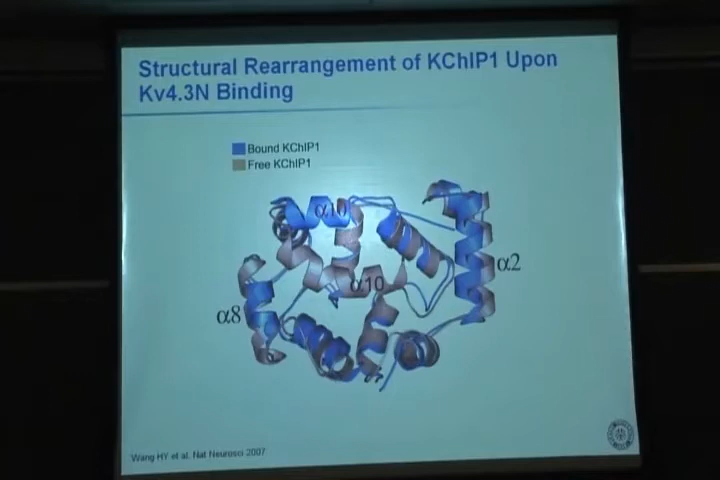 Structural Rearrangement of KChIP1 Upon
Kv4.3N Binding
Bound KChIP1
Free KChIP1
α10
α2
α10
α8
Wang HY et al. Nat Neurosci 2007